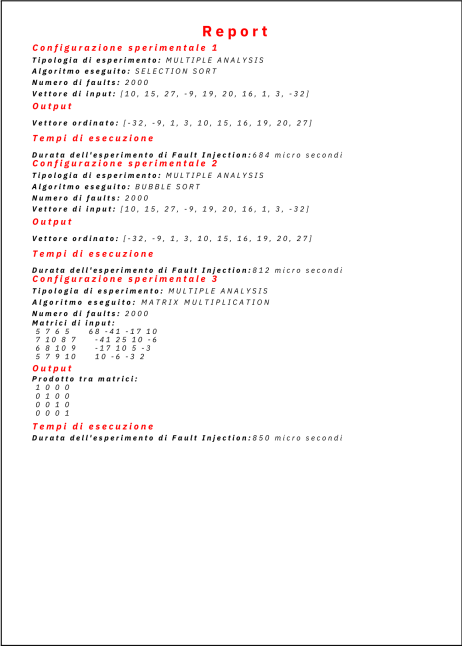 Report
Configurazione sperimentale 1
Tipologia di esperimento: MULTIPLE ANALYSIS
Algoritmo eseguito: SELECTION SORT
Numero di faults: 2000
Vettore di input: [10, 15, 27, -9, 19, 20, 16, 1, 3, -32]
Output
Vettore ordinato: [-32, -9, 1, 3, 10, 15, 16, 19, 20, 27]
Tempi di esecuzione
Durata dell'esperimento di Fault Injection:684 micro secondi
Configurazione sperimentale 2
Tipologia di esperimento: MULTIPLE ANALYSIS
Algoritmo eseguito: BUBBLE SORT
Numero di faults: 2000
Vettore di input: [10, 15, 27, -9, 19, 20, 16, 1, 3, -32]
Output
Vettore ordinato: [-32, -9, 1, 3, 10, 15, 16, 19, 20, 27]
Tempi di esecuzione
Durata dell'esperimento di Fault Injection:812 micro secondi
Configurazione sperimentale 3
Tipologia di esperimento: MULTIPLE ANALYSIS
Algoritmo eseguito: MATRIX MULTIPLICATION
Numero di faults: 2000
Matrici di input:
5 7 6 5 68 -41 -17 10
7 10 8 7 -41 25 10 -6
6 8 10 9 -17 10 5 -3
5 7 9 10 10 -6 -3 2
Output
Prodotto tra matrici:
1 0 0 0
0 1 0 0
0 0 1 0
0 0 0 1
Tempi di esecuzione
Durata dell'esperimento di Fault Injection:850 micro secondi